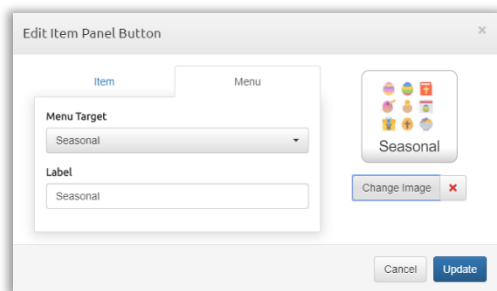 Edit Item Panel Button
×
Item
Menu
Menu Target
Seasonal
Label
Seasonal
Seasonal
Change Image
Cancel
Update